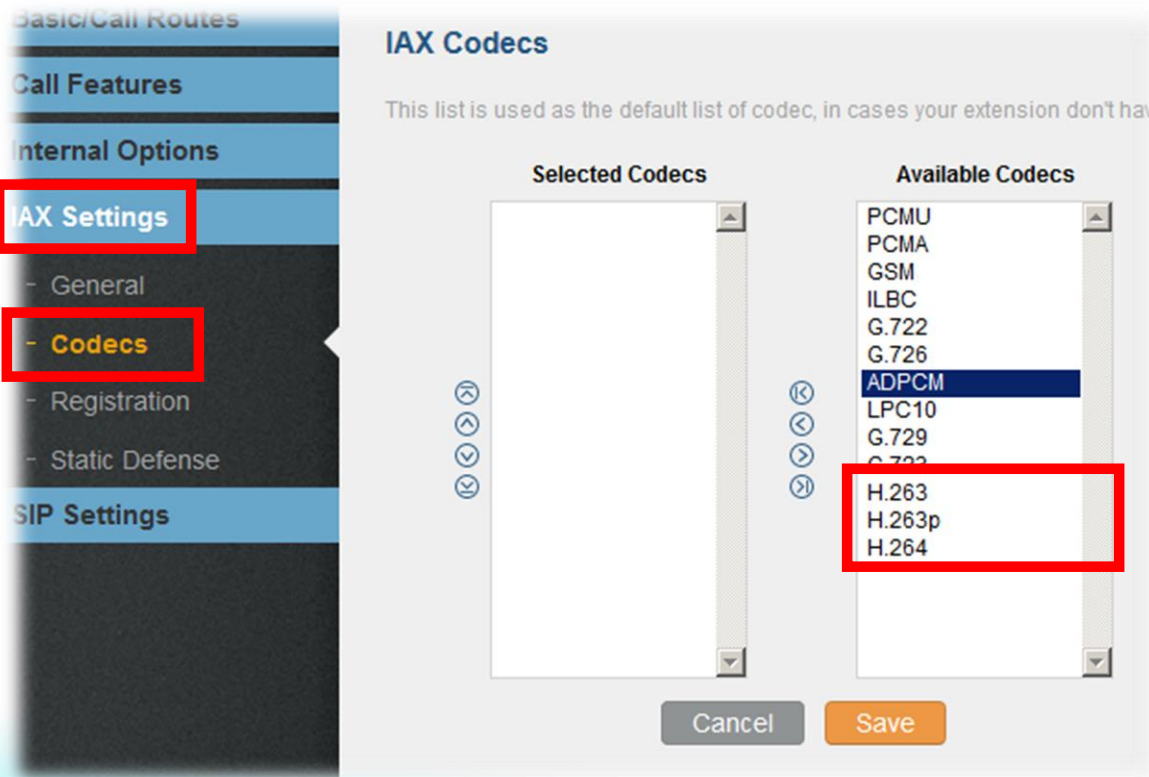 Basic/Call Routes
Call Features
Internal Options
IAX Settings
- General
- Codecs
- Registration
- Static Defense
SIP Settings
IAX Codecs
This list is used as the default list of codec, in cases your extension don't hav
Selected Codecs
Available Codecs
PCMU
PCMA
GSM
ILBC
G.722
G.726
ADPCM
LPC10
G.729
G.723
H.263
H.263p
H.264
Cancel
Save